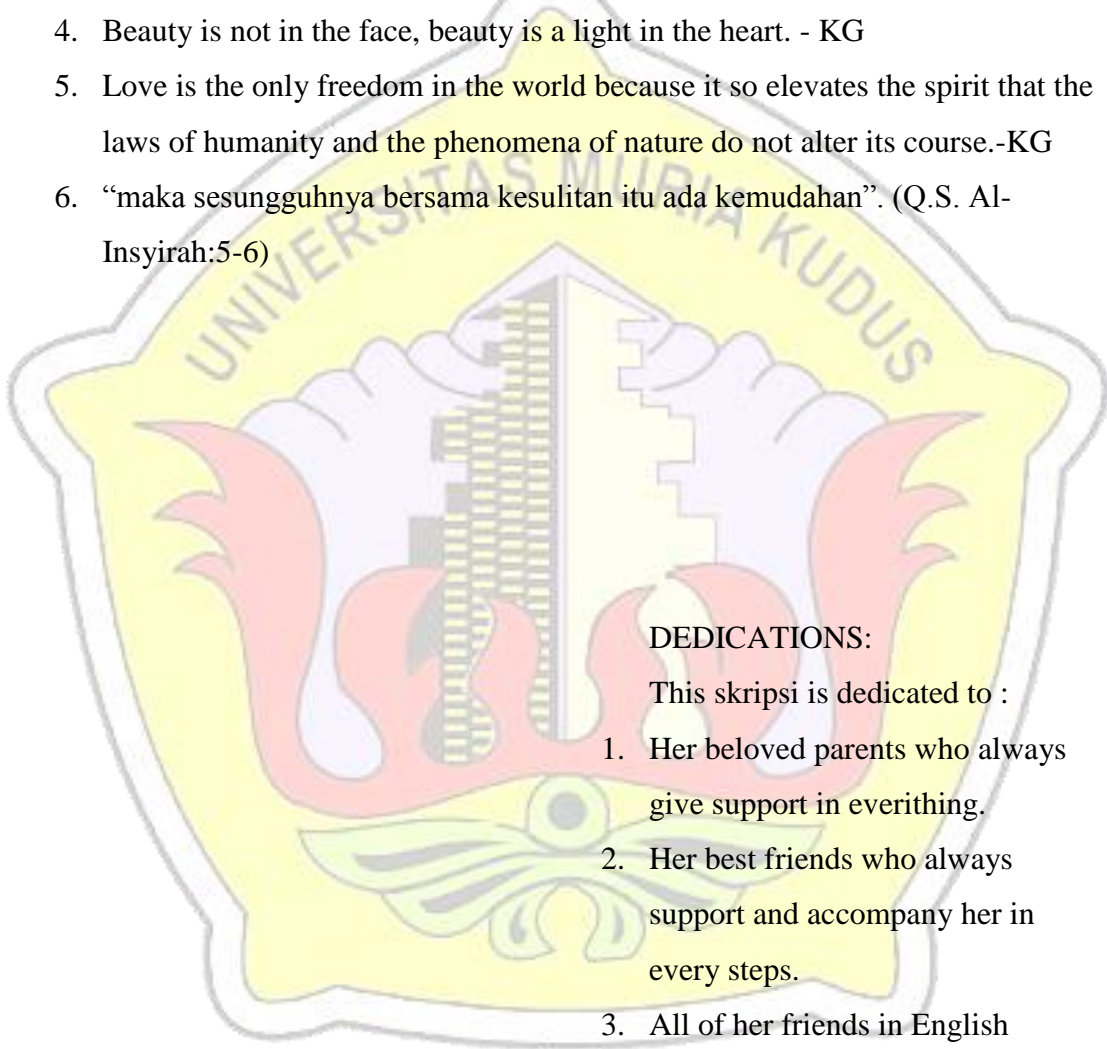 4. Beauty is not in the face, beauty is a light in the heart. - KG
5. Love is the only freedom in the world because it so elevates the spirit that the
laws of humanity and the phenomena of nature do not alter its course.-KG
6. “maka sesungguhnya bersama kesulitan itu ada kemudahan”. (Q.S. Al-
Insyirah:5-6)
UNIVERSITAS MURIA KUDUS
DEDICATIONS:
This skripsi is dedicated to :
1. Her beloved parents who always
give support in everithing.
2. Her best friends who always
support and accompany her in
every steps.
3. All of her friends in English